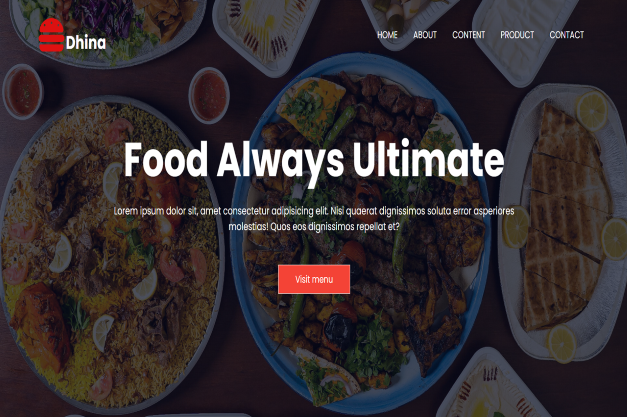 Dhina
HOME ABOUT CONTENT PRODUCT CONTACT
Food Always Ultimate
Lorem ipsum dolor sit, amet consectetur adipisicing elit. Nisi quaerat dignissimos soluta error asperiores
molestias! Quos eos dignissimos repellat et?
Visit menu